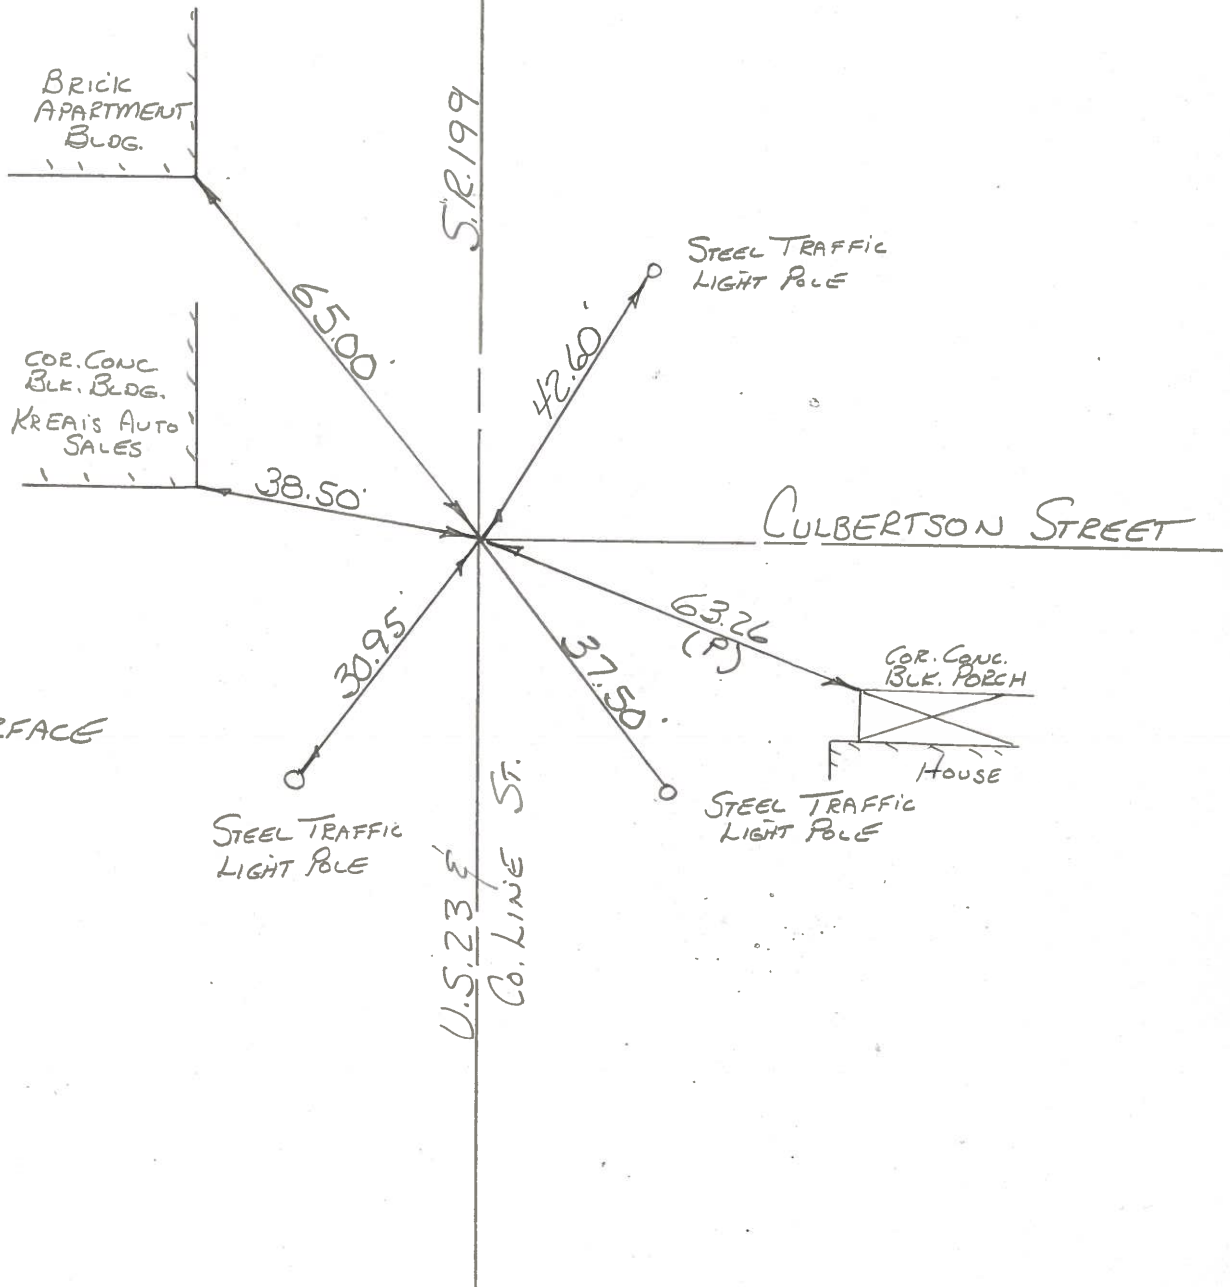 BRICK
APARTMENT
BLDG.
S.R. 199
STEEL TRAFFIC
LIGHT POLE
65.00'
42.60'
COR. CONC
BLK. BLDG.
KREAIS AUTO
SALES
38.50'
CULBERTSON STREET
63.26
(P)
30.95'
37.50'
COR. CONC.
BLK. PORCH
RFACE
HOUSE
STEEL TRAFFIC
LIGHT POLE
STEEL TRAFFIC
LIGHT POLE
U.S. 23 &
CO. LINE ST.